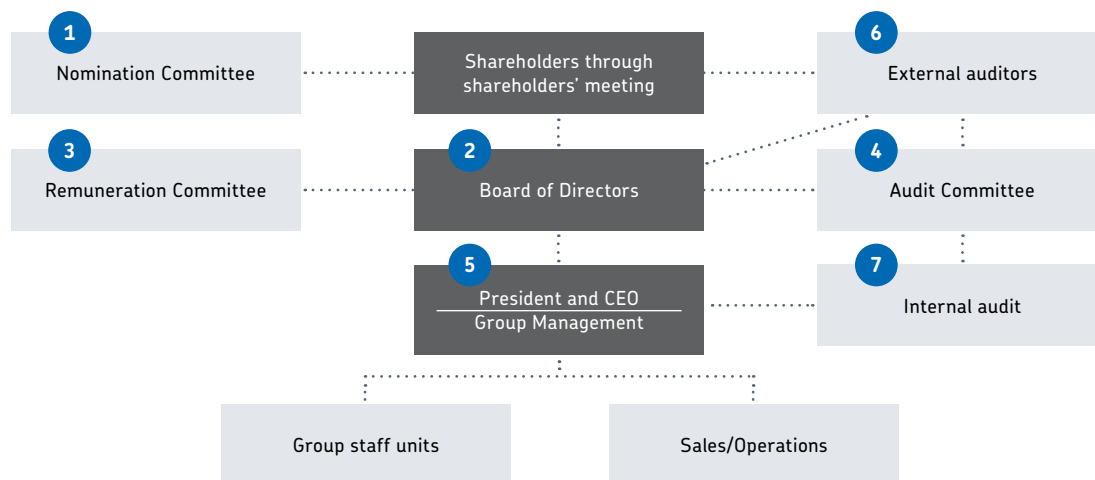 1
Nomination Committee
Shareholders through
shareholders’ meeting
6
External auditors
3
Remuneration Committee
2
Board of Directors
4
Audit Committee
5
President and CEO
Group Management
7
Internal audit
Group staff units
Sales/Operations